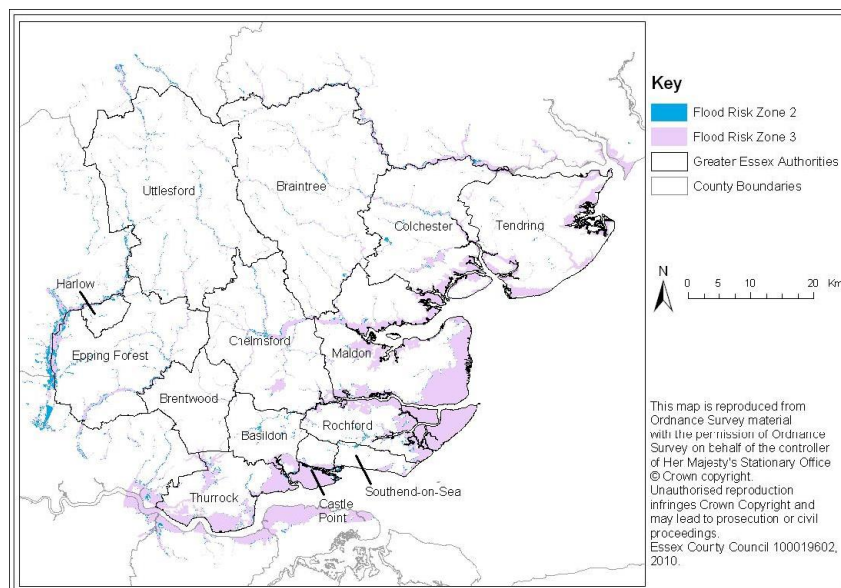 Uttlesford
Braintree
Colchester
Tendring
Harlow
Epping Forest
Chelmsford
Maldon
Brentwood
Basildon
Rochford
Thurrock
Castle
Point
Southend-on-Sea
Key
Flood Risk Zone 2
Flood Risk Zone 3
Greater Essex Authorities
County Boundaries
N
0 5 10 20 Km
This map is reproduced from
Ordnance Survey material
with the permission of Ordnance
Survey on behalf of the controller
of Her Majesty's Stationary Office
© Crown copyright.
Unauthorised reproduction
infringes Crown Copyright and
may lead to prosecution or civil
proceedings.
Essex County Council 100019602,
2010.